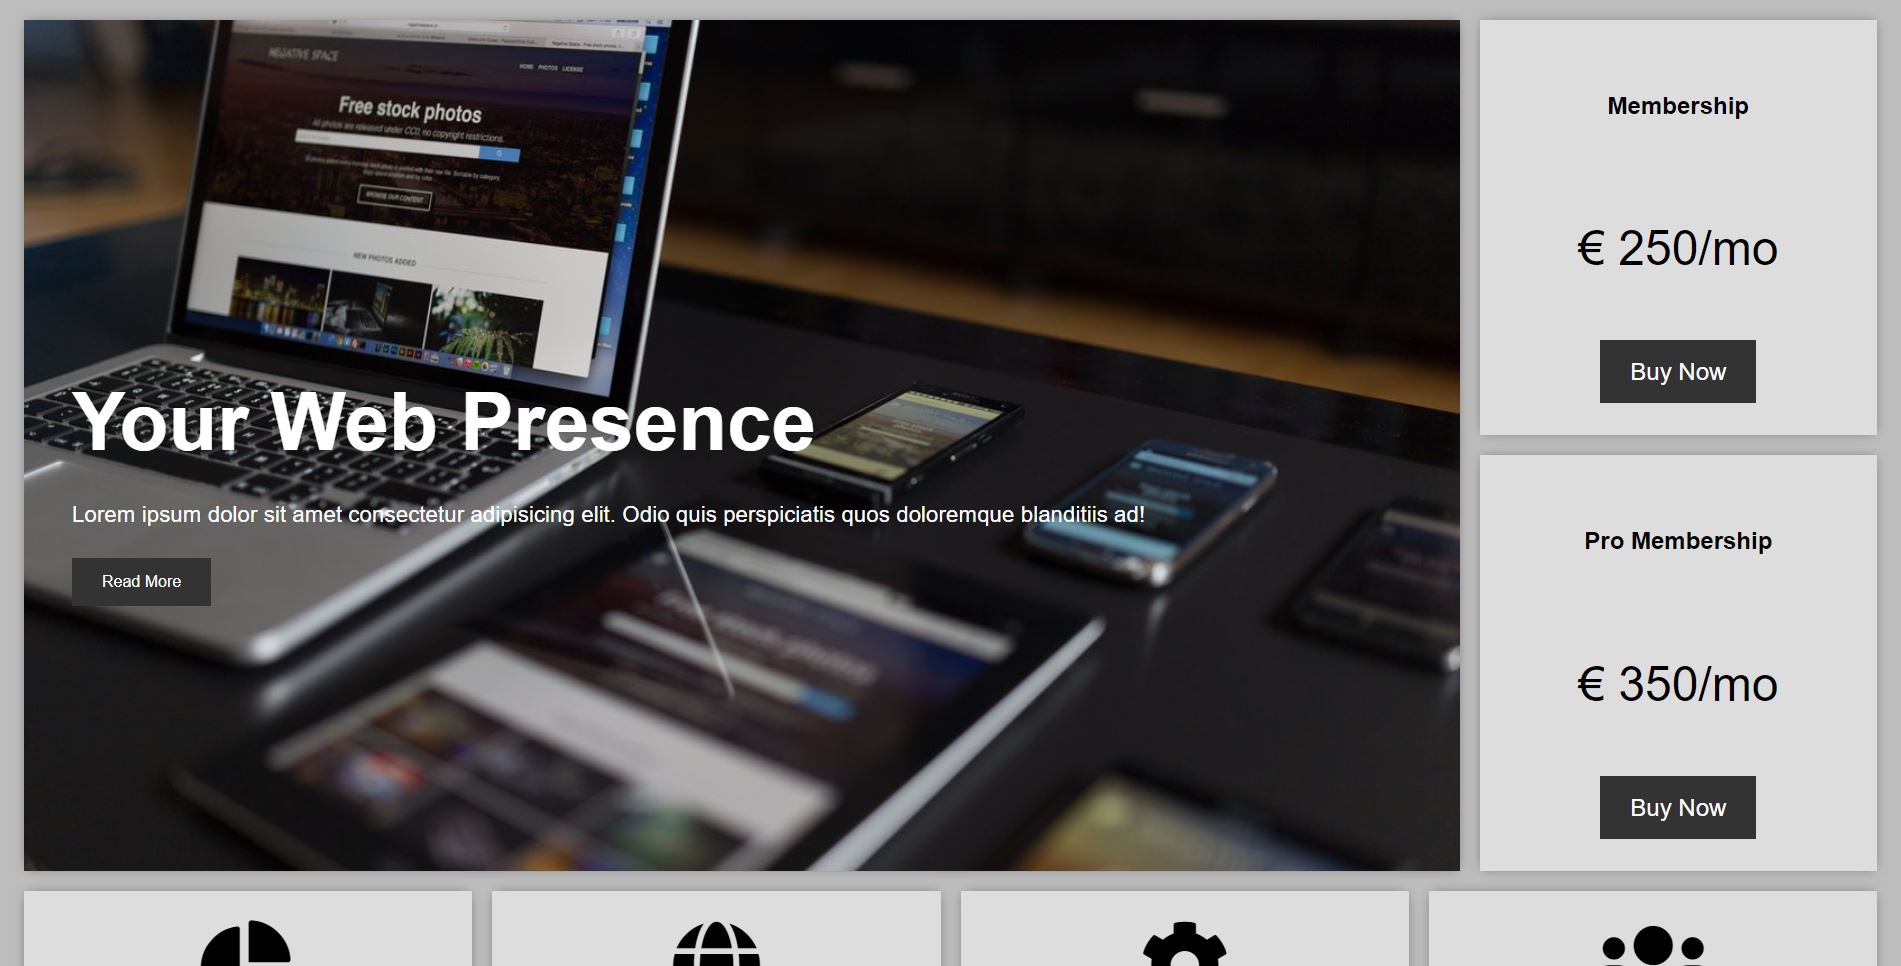 NEGATIVE SPACE
HOME PHOTOS LICENSE
Free stock photos
All photos are released under CC0, no copyright restrictions.
BROWSE OUR CONTENT
NEW PHOTOS ADDED
Your Web Presence
Lorem ipsum dolor sit amet consectetur adipisicing elit. Odio quis perspiciatis quos doloremque blanditiis ad!
Read More
Membership
€ 250/mo
Buy Now
Pro Membership
€ 350/mo
Buy Now